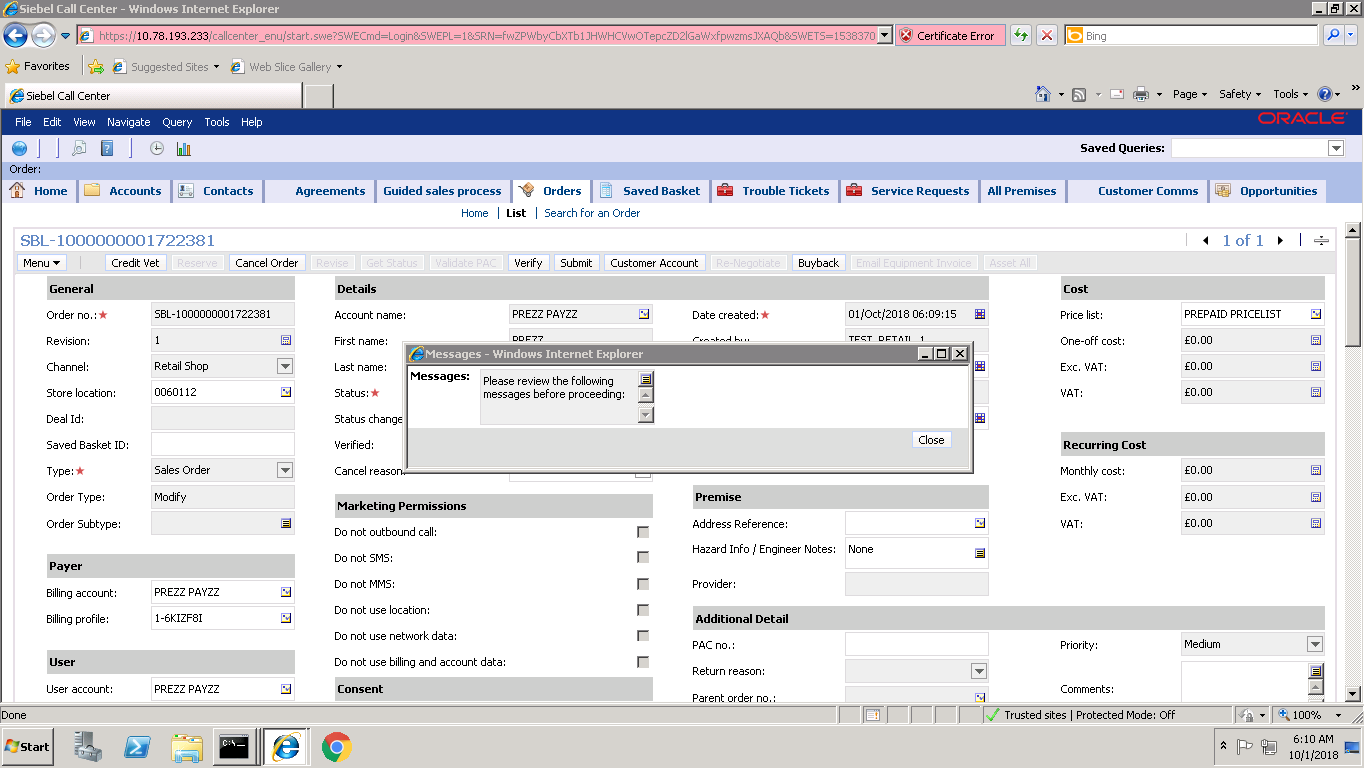 Siebel Call Center - Windows Internet Explorer
https://10.78.193.233/callcenter_enu/start.swe?SWECmd=Login&SWEPL=1&SRN=fwZPWbyCbXTb1JHWHCVwOTepcZD2lGaWxfpwzmsJXAQb&SWETS=1538370 Certificate Error Bing
Favorites Suggested Sites Web Slice Gallery
Siebel Call Center Page Safety Tools
File Edit View Navigate Query Tools Help ORACLE
Saved Queries:
Order:
Home Accounts Contacts Agreements Guided sales process Orders Saved Basket Trouble Tickets Service Requests All Premises Customer Comms Opportunities
Home List Search for an Order
SBL-1000000001722381 1 of 1
Menu Credit Vet Reserve Cancel Order Revise Get Status Validate PAC Verify Submit Customer Account Re-Negotiate Buyback Email Equipment Invoice Asset All
General Details Cost
Order no.:★ SBL-1000000001722381 Account name: PREZZ PAYZZ Date created:★ 01/Oct/2018 06:09:15 Price list: PREPAID PRICELIST
Revision: 1 First name: PREZZ Created by: TEST_RETAIL_1 One-off cost: £0.00
Channel: Retail Shop Last name: Exc. VAT: £0.00
Store location: 0060112 Status:★ VAT: £0.00
Deal Id: Status change
Saved Basket ID: Verified: Recurring Cost
Type:★ Sales Order Cancel reason: Monthly cost: £0.00
Messages - Windows Internet Explorer
Messages: Please review the following
messages before proceeding:
Close
Order Type: Modify Marketing Permissions Premise Exc. VAT: £0.00
Order Subtype: Do not outbound call: Address Reference: VAT: £0.00
Do not SMS: Hazard Info / Engineer Notes: None
Payer Do not MMS: Provider:
Billing account: PREZZ PAYZZ Do not use location: Additional Detail
Billing profile: 1-6KIZF8I Do not use network data: PAC no.: Priority: Medium
User Do not use billing and account data: Return reason:
User account: PREZZ PAYZZ Consent Parent order no.: Comments:
Done Trusted sites | Protected Mode: Off 100%
Start C:\. 6:10 AM
10/1/2018